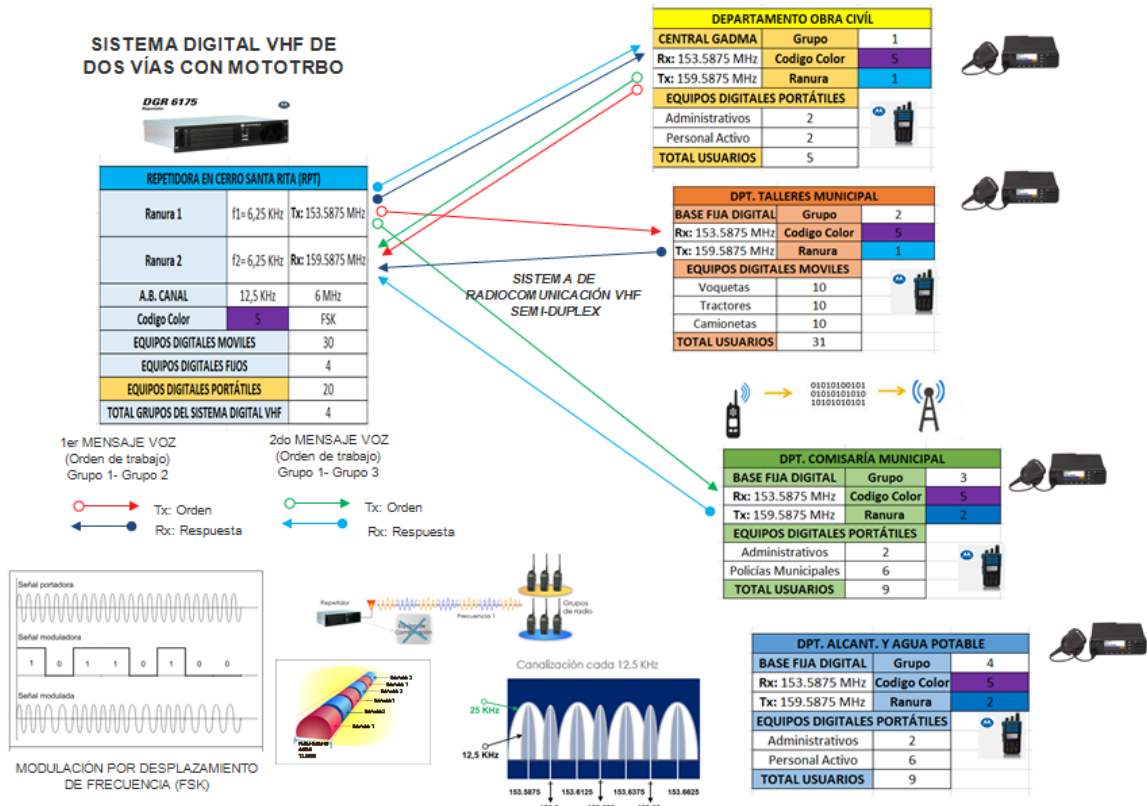 SISTEMA DIGITAL VHF DE
DOS VÍAS CON MOTOTRBO
DGR 6175
Repetidor
REPETIDORA EN CERRO SANTA RITA (RPT)
Ranura 1 f1= 6,25 KHz Tx: 153.5875 MHz
Ranura 2 f2= 6,25 KHz Rx: 159.5875 MHz
A.B. CANAL 12,5 KHz 6 MHz
Codigo Color 5 FSK
EQUIPOS DIGITALES MOVILES 30
EQUIPOS DIGITALES FIJOS 4
EQUIPOS DIGITALES PORTÁTILES 20
TOTAL GRUPOS DEL SISTEMA DIGITAL VHF 4
1er MENSAJE VOZ
(Orden de trabajo)
Grupo 1- Grupo 2
Tx: Orden
Rx: Respuesta
2do MENSAJE VOZ
(Orden de trabajo)
Grupo 1- Grupo 3
Tx: Orden
Rx: Respuesta
SISTEMA DE
RADIOCOMUNICACIÓN VHF
SEMI-DUPLEX
DEPARTAMENTO OBRA CIVÍL
CENTRAL GADMA Grupo 1
Rx: 153.5875 MHz Codigo Color 5
Tx: 159.5875 MHz Ranura 1
EQUIPOS DIGITALES PORTÁTILES
Administrativos 2
Personal Activo 2
TOTAL USUARIOS 5
DPT. TALLERES MUNICIPAL
BASE FIJA DIGITAL Grupo 2
Rx: 153.5875 MHz Codigo Color 5
Tx: 159.5875 MHz Ranura 1
EQUIPOS DIGITALES MOVILES
Voquetas 10
Tractores 10
Camionetas 10
TOTAL USUARIOS 31
01010100101
01010101010
10101010101
DPT. COMISARÍA MUNICIPAL
BASE FIJA DIGITAL Grupo 3
Rx: 153.5875 MHz Codigo Color 5
Tx: 159.5875 MHz Ranura 2
EQUIPOS DIGITALES PORTÁTILES
Administrativos 2
Policías Municipales 6
TOTAL USUARIOS 9
DPT. ALCANT. Y AGUA POTABLE
BASE FIJA DIGITAL Grupo 4
Rx: 153.5875 MHz Codigo Color 5
Tx: 159.5875 MHz Ranura 2
EQUIPOS DIGITALES PORTÁTILES
Administrativos 2
Personal Activo 6
TOTAL USUARIOS 9
Señal portadora
Señal moduladora
1 0 1 1 0 1 0 0
Señal modulada
MODULACIÓN POR DESPLAZAMIENTO
DE FRECUENCIA (FSK)
Repetidor
Frecuencia 1
Grupos
de radio
Canalización cada 12.5 KHz
25 KHz
12,5 KHz
153.5875 153.6125 153.6375 153.6625